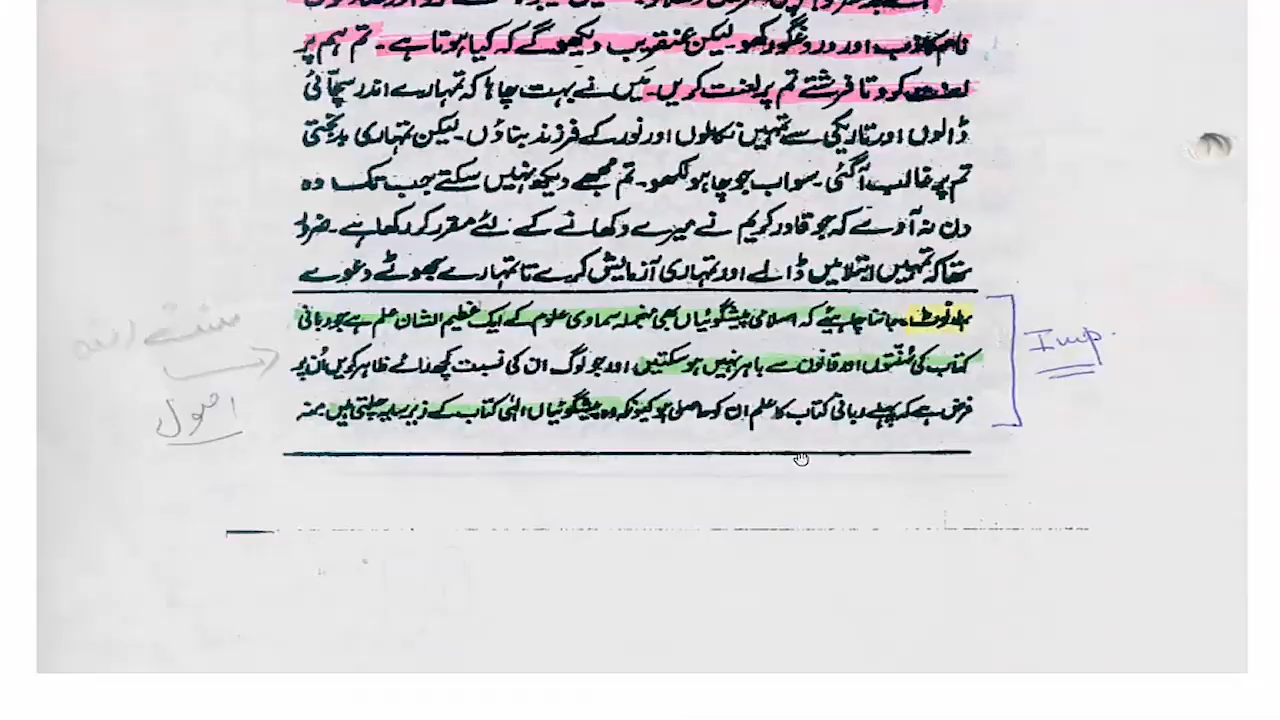 نام کاذب اور دروغگو رکھو لیکن عنقریب دیکھو گے کہ کیا ہوتا ہے۔ تم ہم پر
لعنت کرو تا فرشتے تم پر لعنت کریں۔ میں نے بہت چاہا کہ تمہارے اندر سچائی
ڈالوں اور تاریکی سے تمہیں نکالوں اور نور کے فرزند بناؤں۔ لیکن تمہاری بدبختی
تم پر غالب آگئی۔ سو اب جو چاہو لکھو۔ تم مجھے دیکھ نہیں سکتے جب تک وہ
دن نہ آوے کہ جو قادر کریم نے میرے دکھانے کے لئے مقرر کر رکھا ہے۔ ضرور
تھا کہ تمہیں ابتلا میں ڈالے اور تمہاری آزمایش کرے تا تمہارے جھوٹے دعوے
نوٹ۔ جاننا چاہیئے کہ اسلامی پیشگوئیاں بھی منجملہ سماوی علوم کے ایک عظیم الشان علم ہے جو ربانی
کتاب کی سُنّتوں اور قانون سے باہر نہیں ہو سکتیں اور جو لوگ ان کی نسبت کچھ رائے ظاہر کریں اُن پر
فرض ہے کہ پہلے ربانی کتاب کا علم ان کو حاصل ہو کیونکہ وہ پیشگوئیاں الٰہی کتاب کے زیر سایہ چلتی ہیں۔ منہ
Imp.
سنت اللہ
اصول